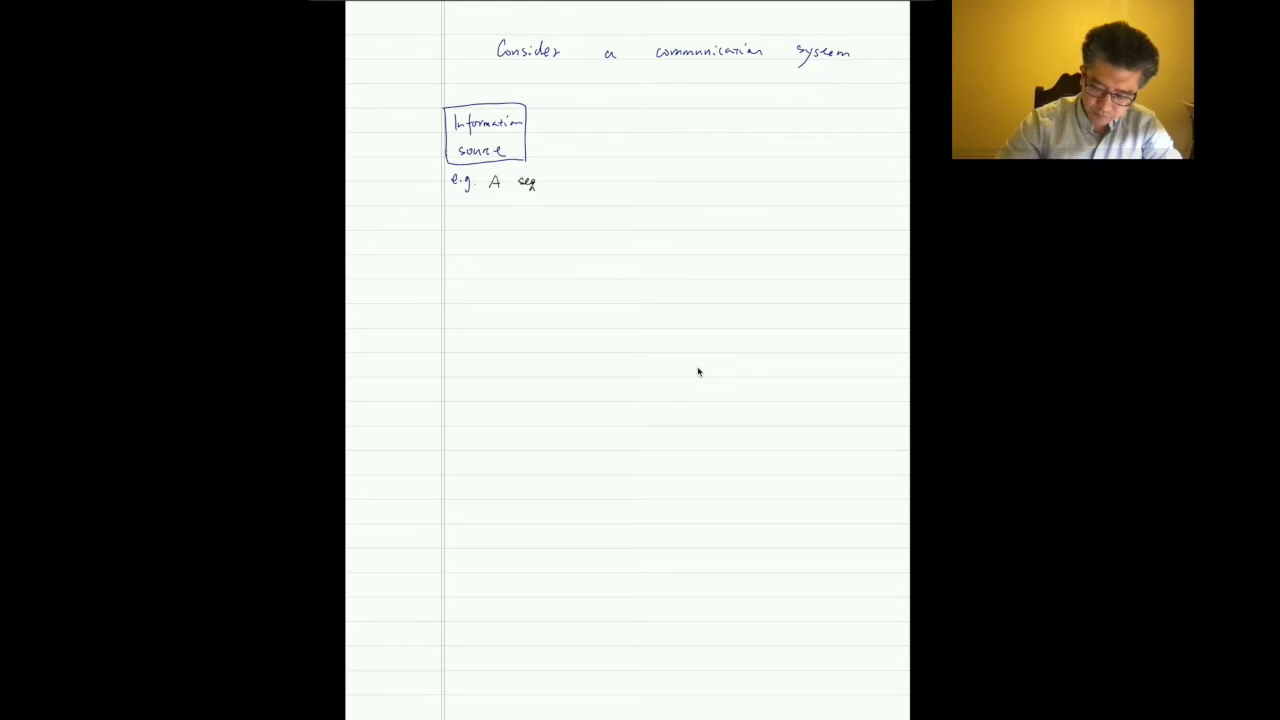 Consider a communication system
Information
source
e.g. A seq